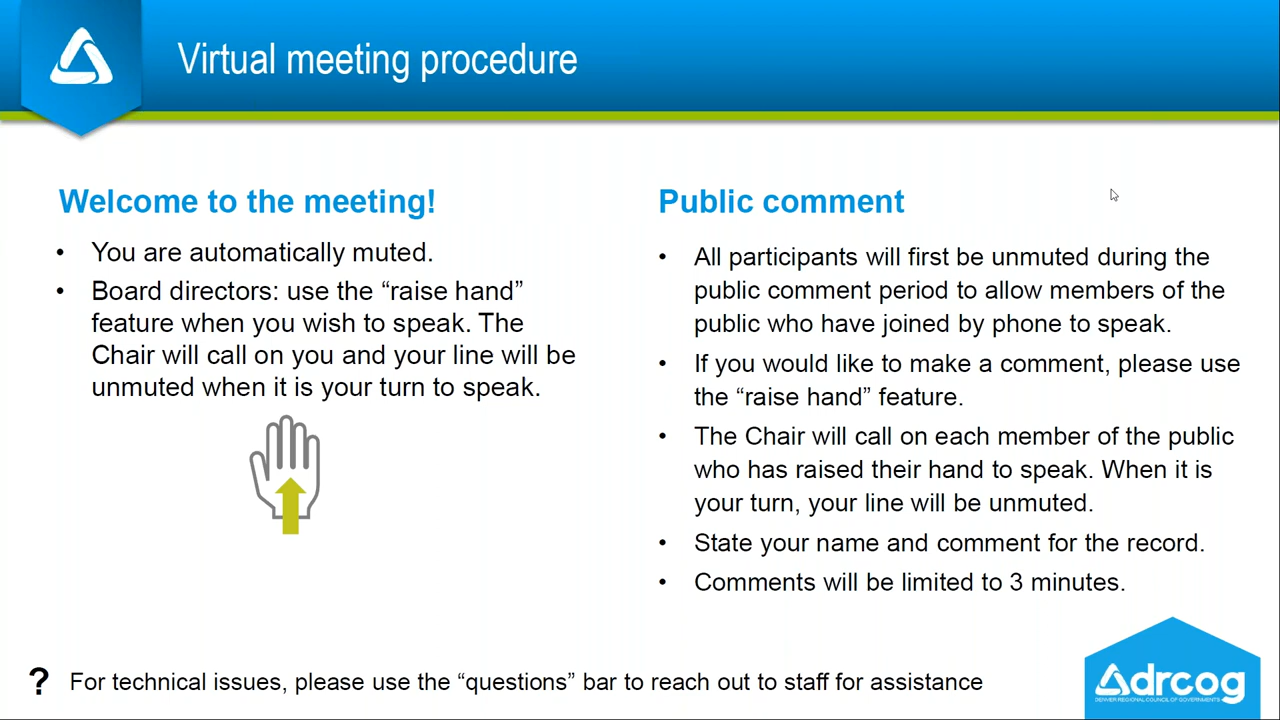 Virtual meeting procedure
Welcome to the meeting!
• You are automatically muted.
• Board directors: use the “raise hand”
feature when you wish to speak. The
Chair will call on you and your line will be
unmuted when it is your turn to speak.
Public comment
• All participants will first be unmuted during the
public comment period to allow members of the
public who have joined by phone to speak.
• If you would like to make a comment, please use
the “raise hand” feature.
• The Chair will call on each member of the public
who has raised their hand to speak. When it is
your turn, your line will be unmuted.
• State your name and comment for the record.
• Comments will be limited to 3 minutes.
? For technical issues, please use the “questions” bar to reach out to staff for assistance
drcog
DENVER REGIONAL COUNCIL OF GOVERNMENTS